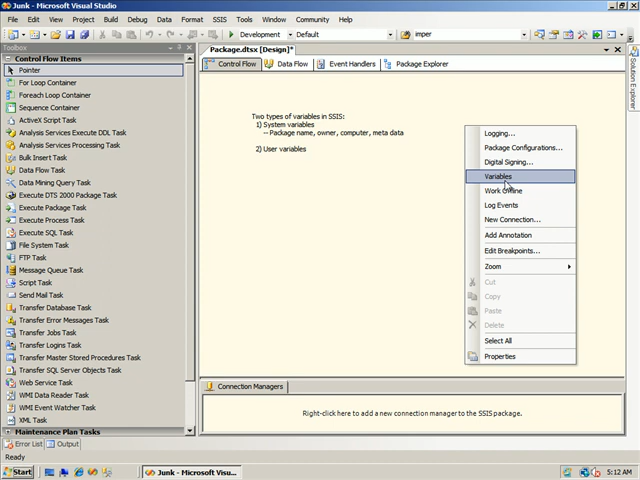 Junk - Microsoft Visual Studio
File Edit View Project Build Debug Data Format SSIS Tools Window Community Help
Development Default imper
Toolbox
Control Flow Items
Pointer
For Loop Container
Foreach Loop Container
Sequence Container
ActiveX Script Task
Analysis Services Execute DDL Task
Analysis Services Processing Task
Bulk Insert Task
Data Flow Task
Data Mining Query Task
Execute DTS 2000 Package Task
Execute Package Task
Execute Process Task
Execute SQL Task
File System Task
FTP Task
Message Queue Task
Script Task
Send Mail Task
Transfer Database Task
Transfer Error Messages Task
Transfer Jobs Task
Transfer Logins Task
Transfer Master Stored Procedures Task
Transfer SQL Server Objects Task
Web Service Task
WMI Data Reader Task
WMI Event Watcher Task
XML Task
Maintenance Plan Tasks
Error List Output
Package.dtsx [Design]*
Control Flow Data Flow Event Handlers Package Explorer
Two types of variables in SSIS:
1) System variables
-- Package name, owner, computer, meta data
2) User variables
Logging...
Package Configurations...
Digital Signing...
Variables
Work Offline
Log Events
New Connection...
Add Annotation
Edit Breakpoints...
Zoom
Cut
Copy
Paste
Delete
Select All
Properties
Connection Managers
Right-click here to add a new connection manager to the SSIS package.
Solution Explorer
Ready
Start
Junk - Microsoft Visu...
5:12 AM